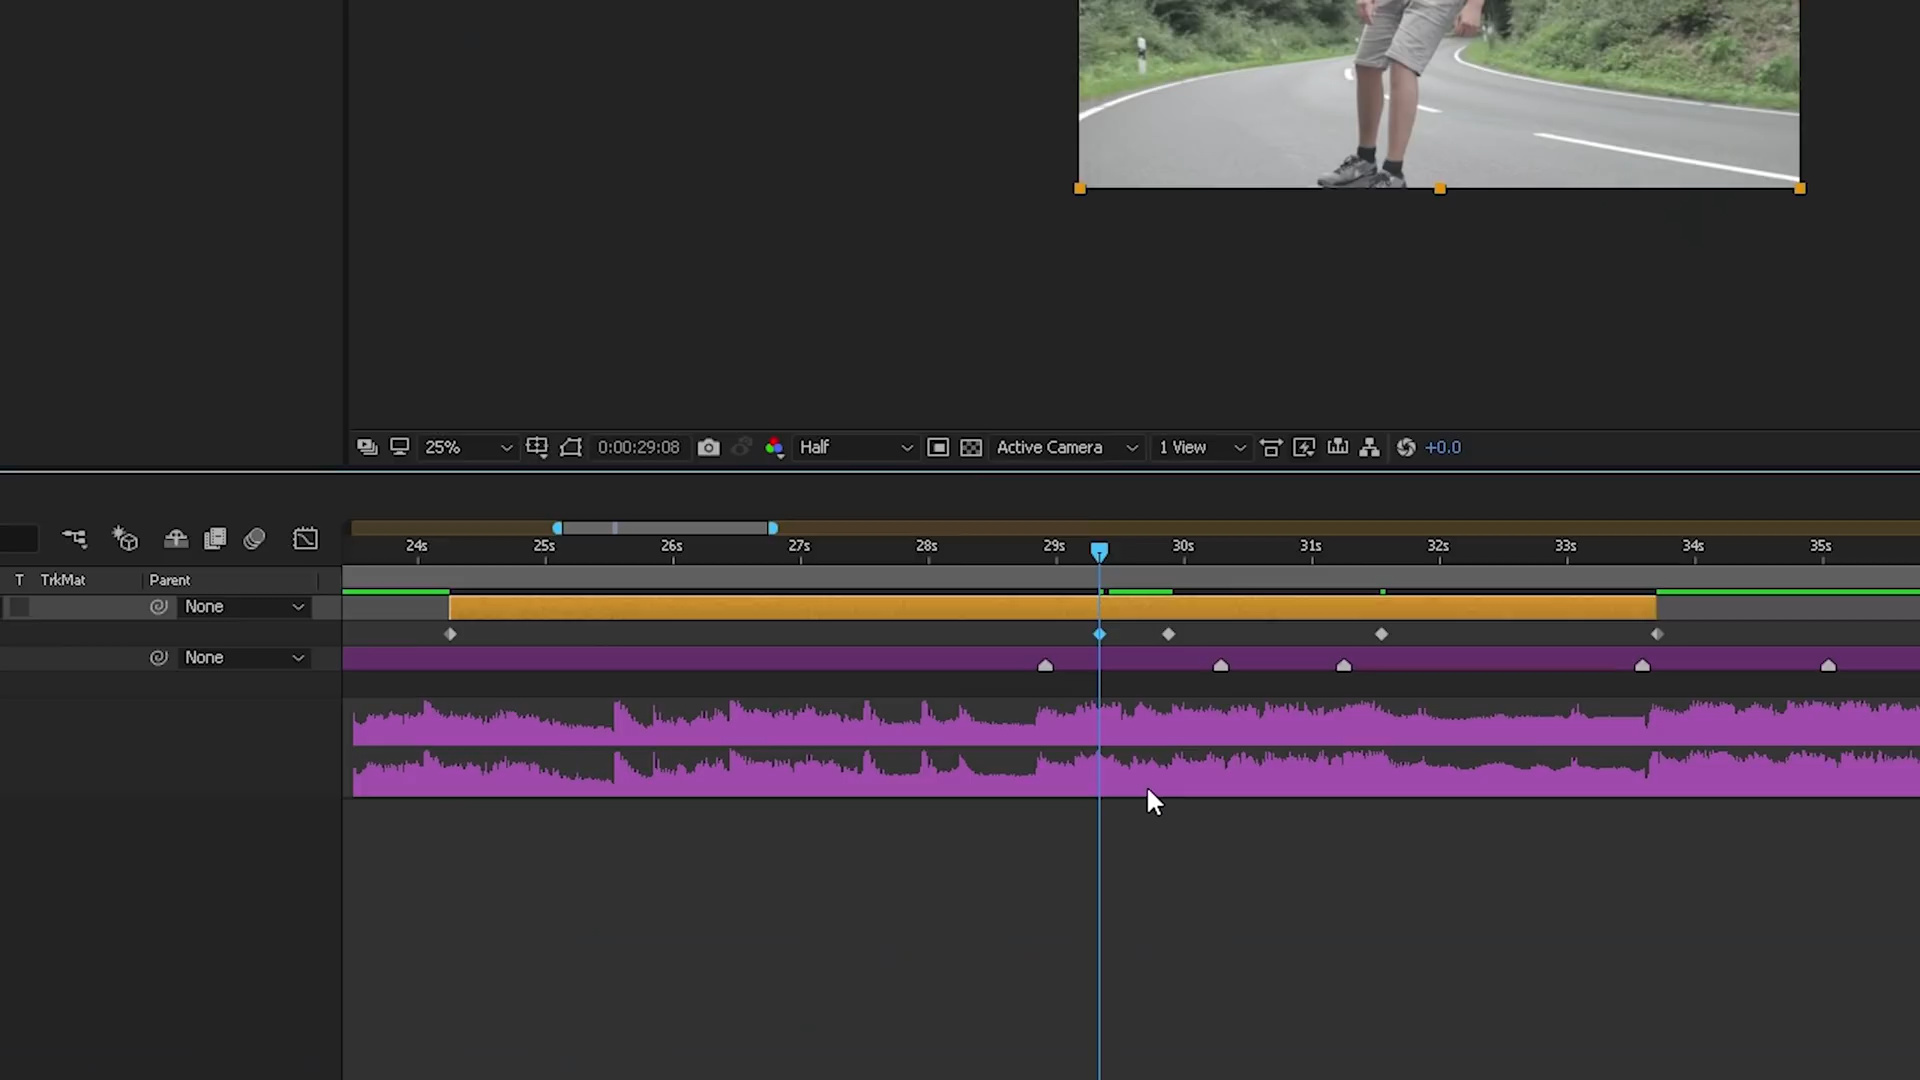 25% 0:00:29:08 Half Active Camera 1 View +0.0
24s 25s 26s 27s 28s 29s 30s 31s 32s 33s 34s 35s
T TrkMat Parent
None
None